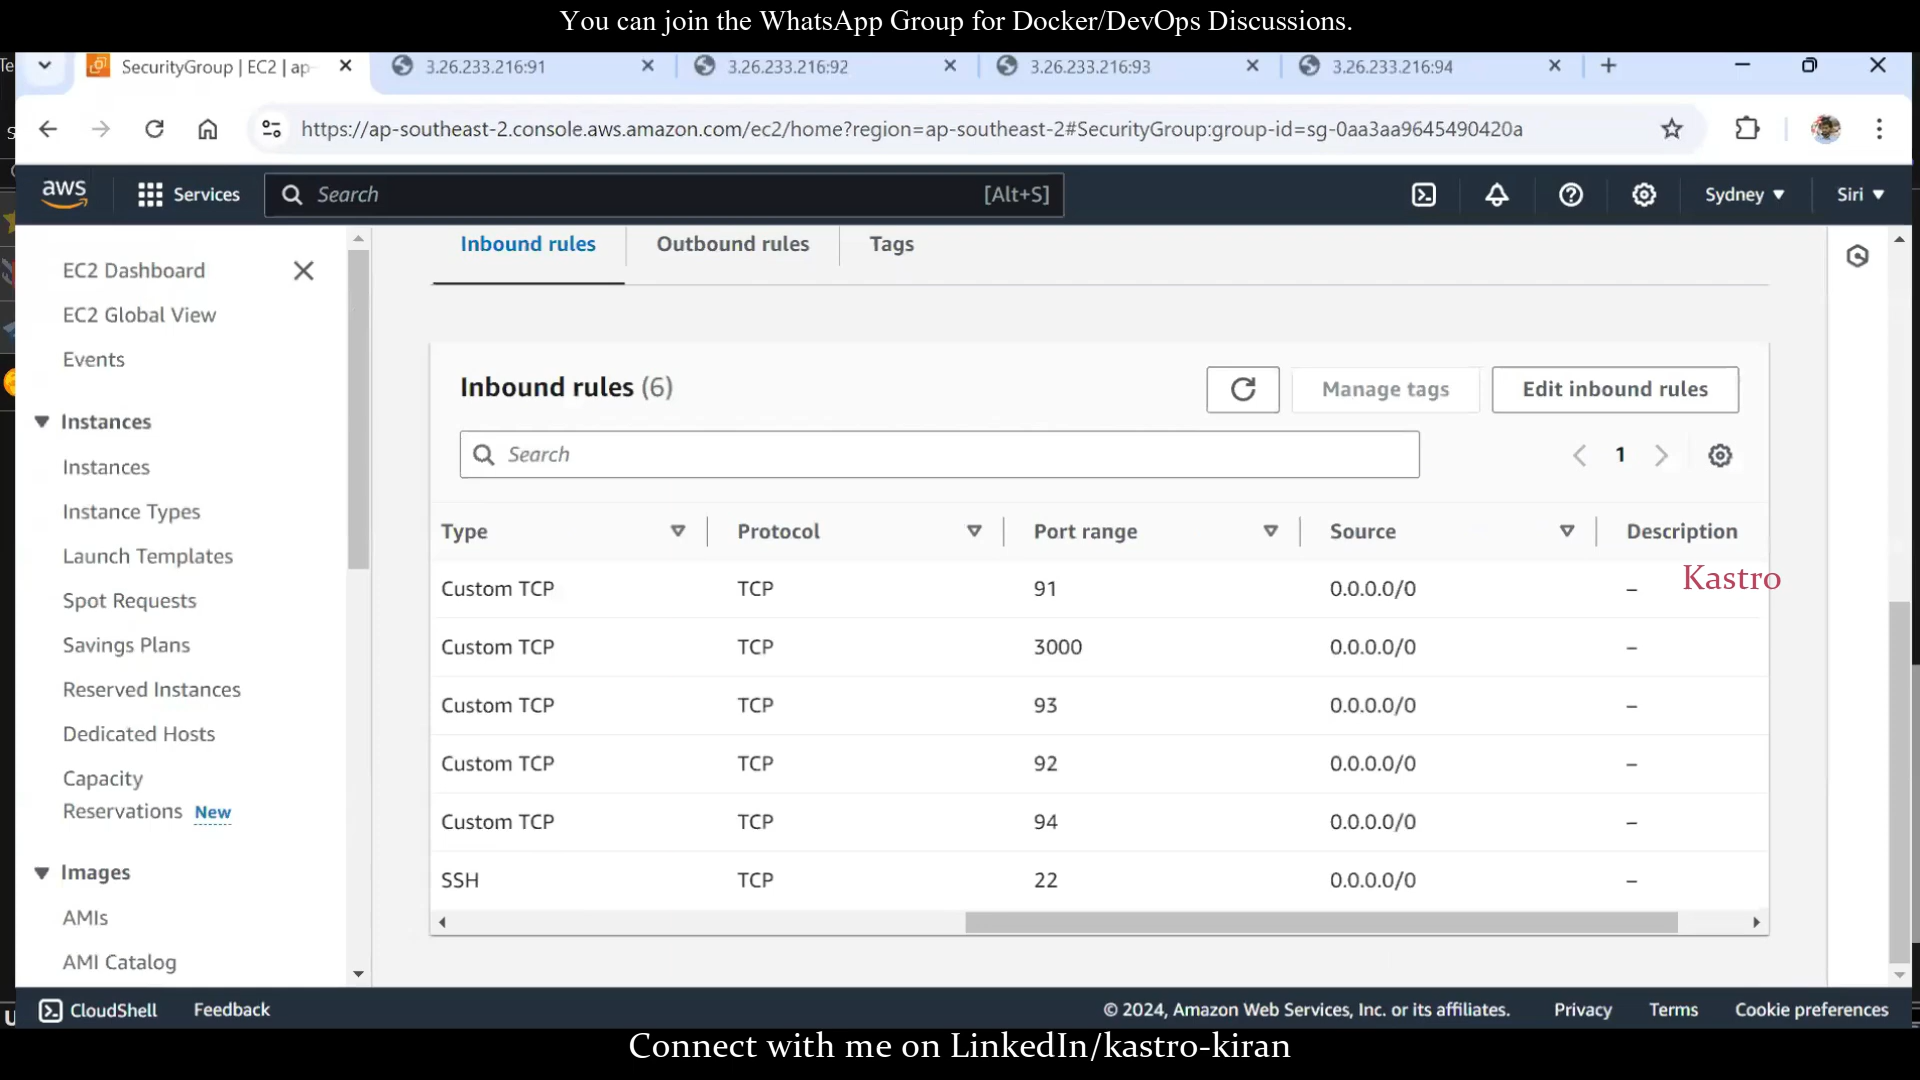 You can join the WhatsApp Group for Docker/DevOps Discussions.
SecurityGroup | EC2 | ap-
3.26.233.216:91
3.26.233.216:92
3.26.233.216:93
3.26.233.216:94
https://ap-southeast-2.console.aws.amazon.com/ec2/home?region=ap-southeast-2#SecurityGroup:group-id=sg-0aa3aa9645490420a
aws
Services
Search
[Alt+S]
Sydney
Siri
EC2 Dashboard
EC2 Global View
Events
Instances
Instances
Instance Types
Launch Templates
Spot Requests
Savings Plans
Reserved Instances
Dedicated Hosts
Capacity
Reservations New
Images
AMIs
AMI Catalog
Inbound rules
Outbound rules
Tags
Inbound rules (6)
Manage tags
Edit inbound rules
Search
1
Type Protocol Port range Source Description
Kastro
Custom TCP TCP 91 0.0.0.0/0 –
Custom TCP TCP 3000 0.0.0.0/0 –
Custom TCP TCP 93 0.0.0.0/0 –
Custom TCP TCP 92 0.0.0.0/0 –
Custom TCP TCP 94 0.0.0.0/0 –
SSH TCP 22 0.0.0.0/0 –
CloudShell
Feedback
© 2024, Amazon Web Services, Inc. or its affiliates.
Privacy
Terms
Cookie preferences
Connect with me on LinkedIn/kastro-kiran